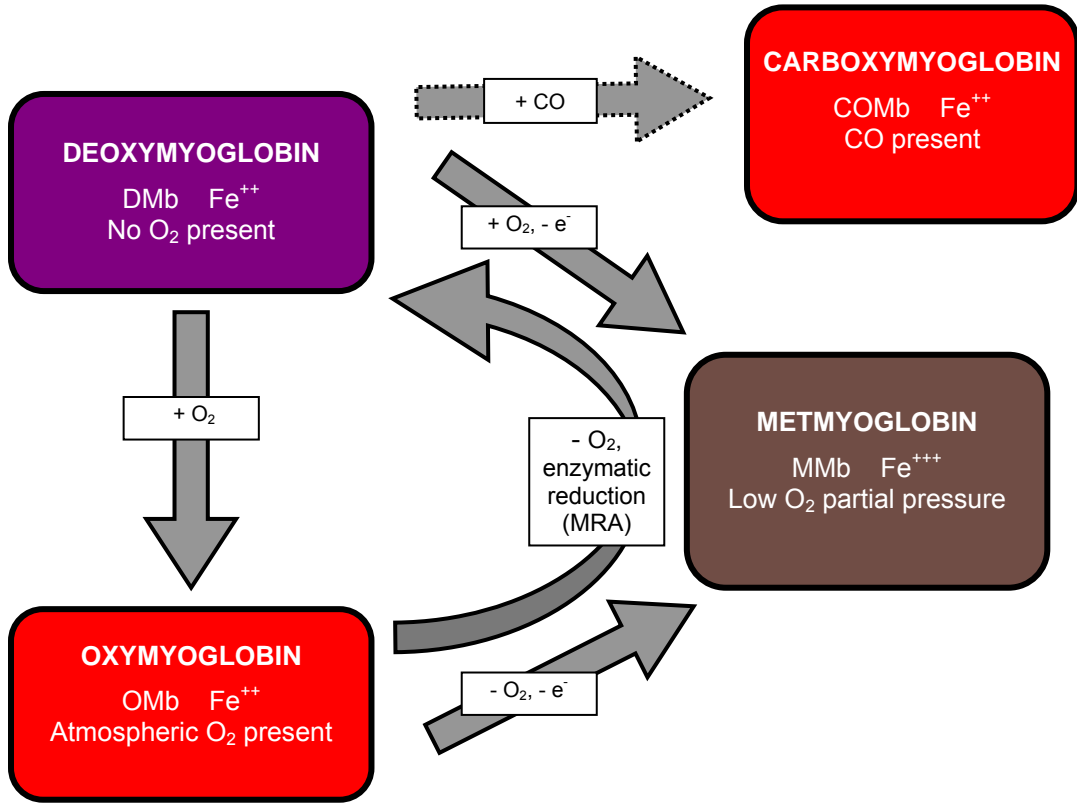 CARBOXYMYOGLOBIN
COMb Fe⁺⁺
CO present
+ CO
DEOXYMYOGLOBIN
DMb Fe⁺⁺
No O₂ present
+ O₂, - e⁻
+ O₂
- O₂,
enzymatic
reduction
(MRA)
METMYOGLOBIN
MMb Fe⁺⁺⁺
Low O₂ partial pressure
OXYMYOGLOBIN
OMb Fe⁺⁺
Atmospheric O₂ present
- O₂, - e⁻